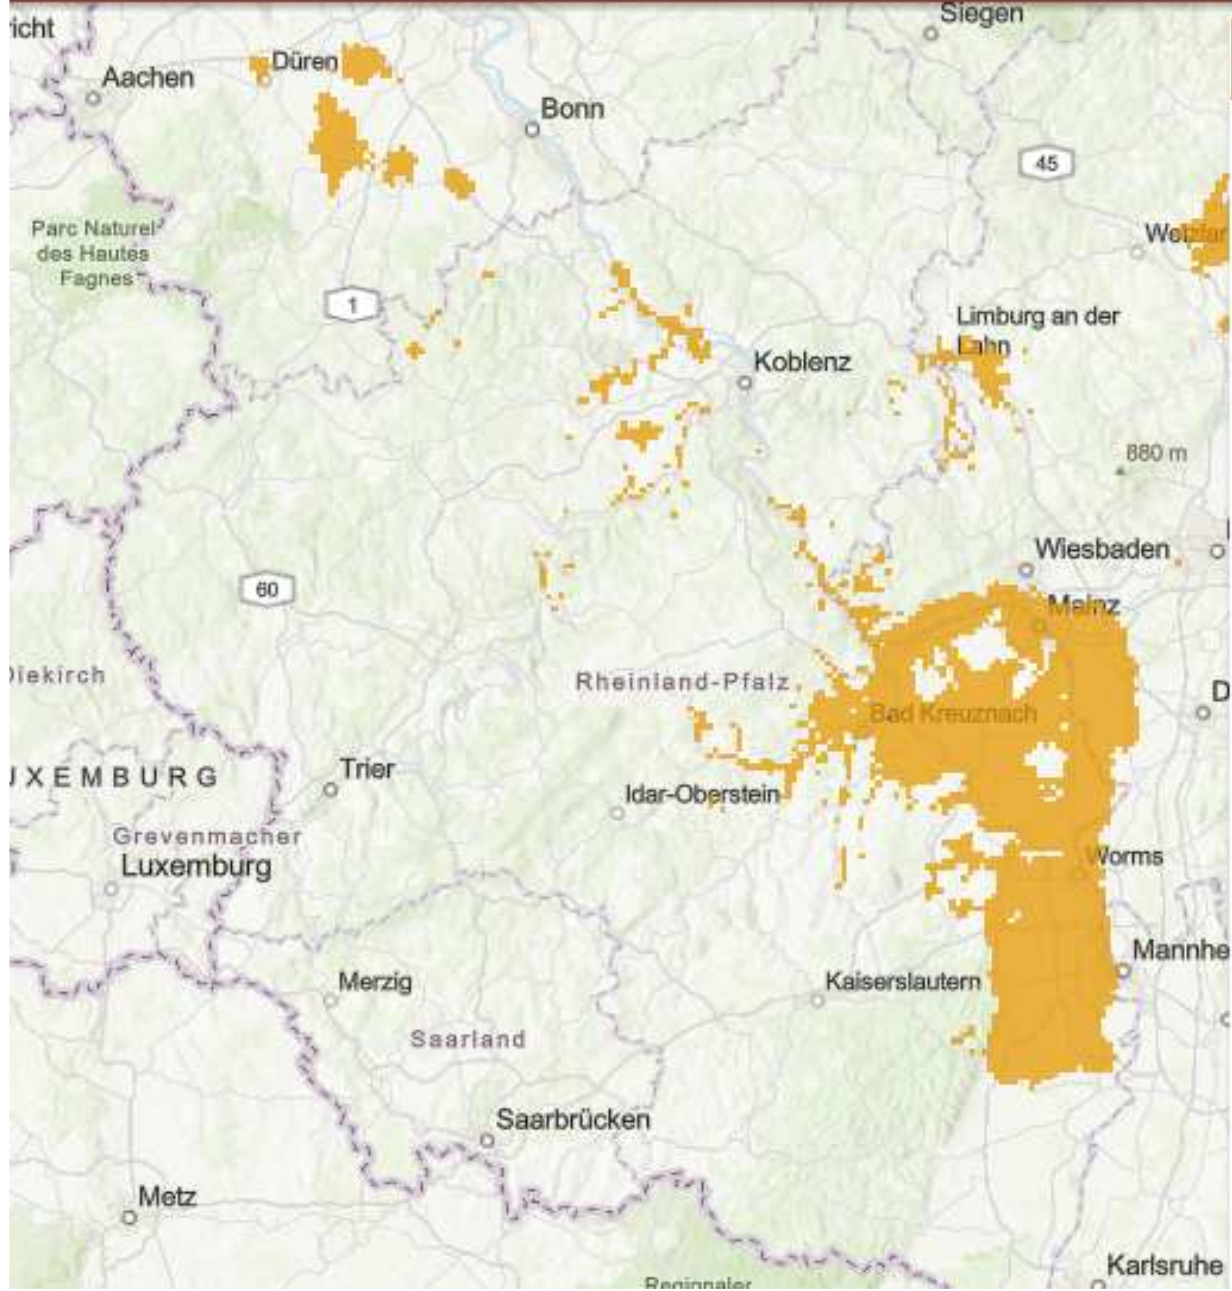 richt
Siegen
Düren
Aachen
Bonn
45
Parc Naturel
des Hautes
Fagnes
1
Limburg an der
Lahn
Koblenz
880 m
Wiesbaden
60
Mainz
Diekirch
Rheinland-Pfalz
Bad Kreuznach
D
Trier
UXEMBURG
Idar-Oberstein
Grevenmacher
Luxemburg
Worms
Mannhe
Merzig
Kaiserslautern
Saarland
Saarbrücken
Metz
Karlsruhe
Regionaler